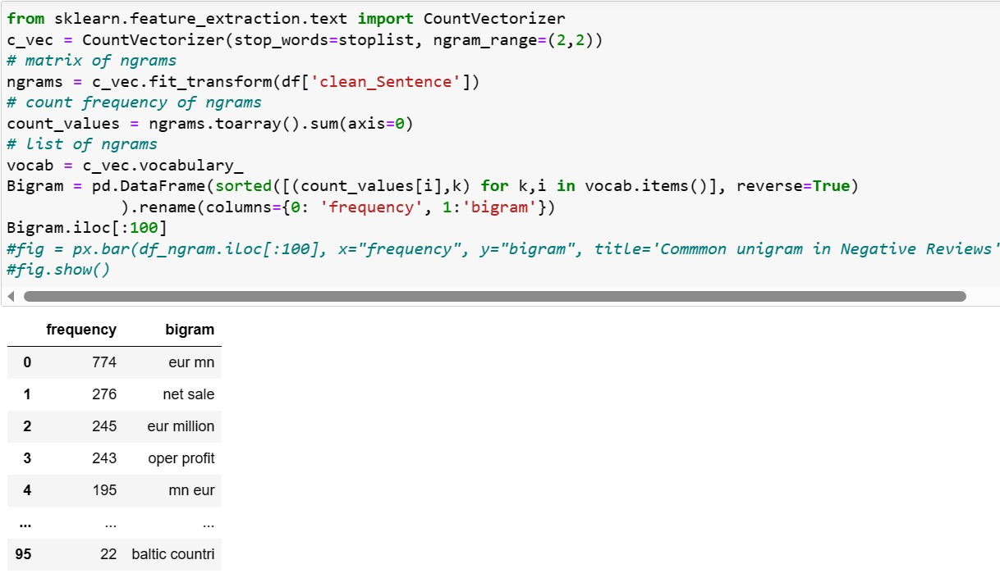 from sklearn.feature_extraction.text import CountVectorizer
c_vec = CountVectorizer(stop_words=stoplist, ngram_range=(2,2))
# matrix of ngrams
ngrams = c_vec.fit_transform(df['clean_Sentence'])
# count frequency of ngrams
count_values = ngrams.toarray().sum(axis=0)
# list of ngrams
vocab = c_vec.vocabulary_
Bigram = pd.DataFrame(sorted([(count_values[i],k) for k,i in vocab.items()], reverse=True)
            ).rename(columns={0: 'frequency', 1:'bigram'})
Bigram.iloc[:100]
#fig = px.bar(df_ngram.iloc[:100], x="frequency", y="bigram", title='Commmon unigram in Negative Reviews'
#fig.show()
frequency bigram
0 774 eur mn
1 276 net sale
2 245 eur million
3 243 oper profit
4 195 mn eur
... ... ...
95 22 baltic countri